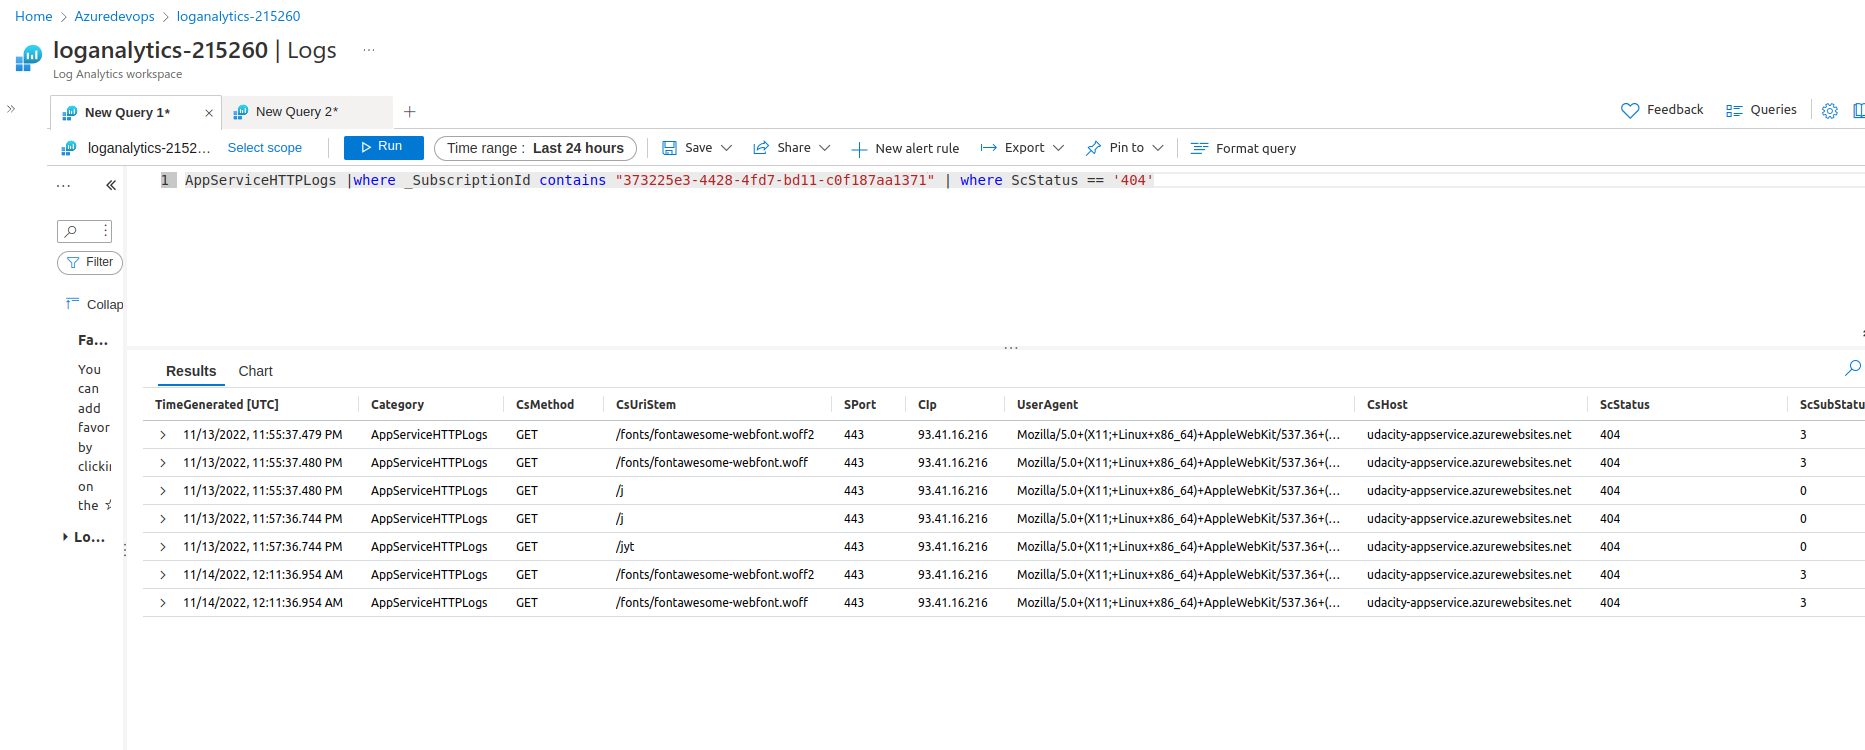 Home > Azuredevops > loganalytics-215260
loganalytics-215260 | Logs ...
Log Analytics workspace
New Query 1* × New Query 2* + Feedback Queries
loganalytics-2152... Select scope Run Time range : Last 24 hours Save Share New alert rule Export Pin to Format query
1 AppServiceHTTPLogs |where _SubscriptionId contains "373225e3-4428-4fd7-bd11-c0f187aa1371" | where ScStatus == '404'
Filter
Collap
Fa...
You
can
add
favor
by
clickin
on
the
Lo...
Results Chart
TimeGenerated [UTC] Category CsMethod CsUriStem SPort CIp UserAgent CsHost ScStatus ScSubStatu
11/13/2022, 11:55:37.479 PM AppServiceHTTPLogs GET /fonts/fontawesome-webfont.woff2 443 93.41.16.216 Mozilla/5.0+(X11;+Linux+x86_64)+AppleWebKit/537.36+(... udacity-appservice.azurewebsites.net 404 3
11/13/2022, 11:55:37.480 PM AppServiceHTTPLogs GET /fonts/fontawesome-webfont.woff 443 93.41.16.216 Mozilla/5.0+(X11;+Linux+x86_64)+AppleWebKit/537.36+(... udacity-appservice.azurewebsites.net 404 3
11/13/2022, 11:55:37.480 PM AppServiceHTTPLogs GET /j 443 93.41.16.216 Mozilla/5.0+(X11;+Linux+x86_64)+AppleWebKit/537.36+(... udacity-appservice.azurewebsites.net 404 0
11/13/2022, 11:57:36.744 PM AppServiceHTTPLogs GET /j 443 93.41.16.216 Mozilla/5.0+(X11;+Linux+x86_64)+AppleWebKit/537.36+(... udacity-appservice.azurewebsites.net 404 0
11/13/2022, 11:57:36.744 PM AppServiceHTTPLogs GET /jyt 443 93.41.16.216 Mozilla/5.0+(X11;+Linux+x86_64)+AppleWebKit/537.36+(... udacity-appservice.azurewebsites.net 404 0
11/14/2022, 12:11:36.954 AM AppServiceHTTPLogs GET /fonts/fontawesome-webfont.woff2 443 93.41.16.216 Mozilla/5.0+(X11;+Linux+x86_64)+AppleWebKit/537.36+(... udacity-appservice.azurewebsites.net 404 3
11/14/2022, 12:11:36.954 AM AppServiceHTTPLogs GET /fonts/fontawesome-webfont.woff 443 93.41.16.216 Mozilla/5.0+(X11;+Linux+x86_64)+AppleWebKit/537.36+(... udacity-appservice.azurewebsites.net 404 3